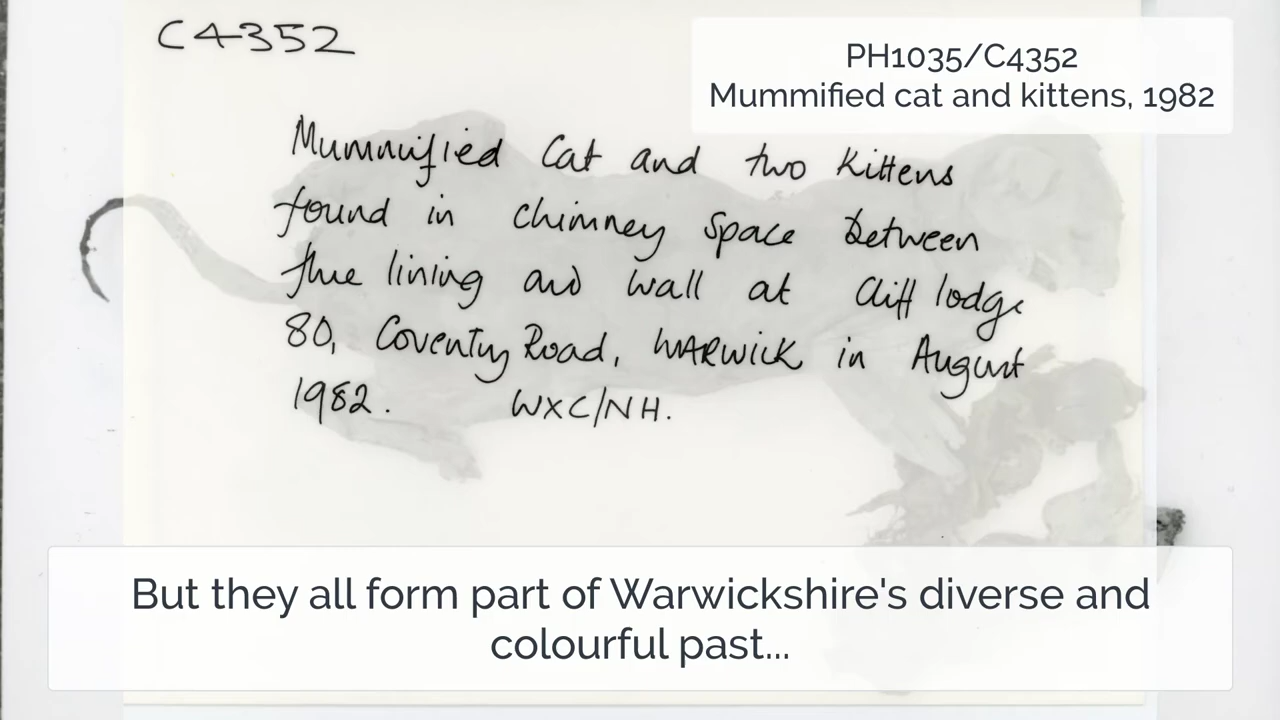 C4352
PH1035/C4352
Mummified cat and kittens, 1982
Mummified Cat and two Kittens
found in chimney space between
flue lining and wall at Cliff lodge
80, Coventry Road, WARWICK in August
1982. WXC/NH.
But they all form part of Warwickshire's diverse and
colourful past...